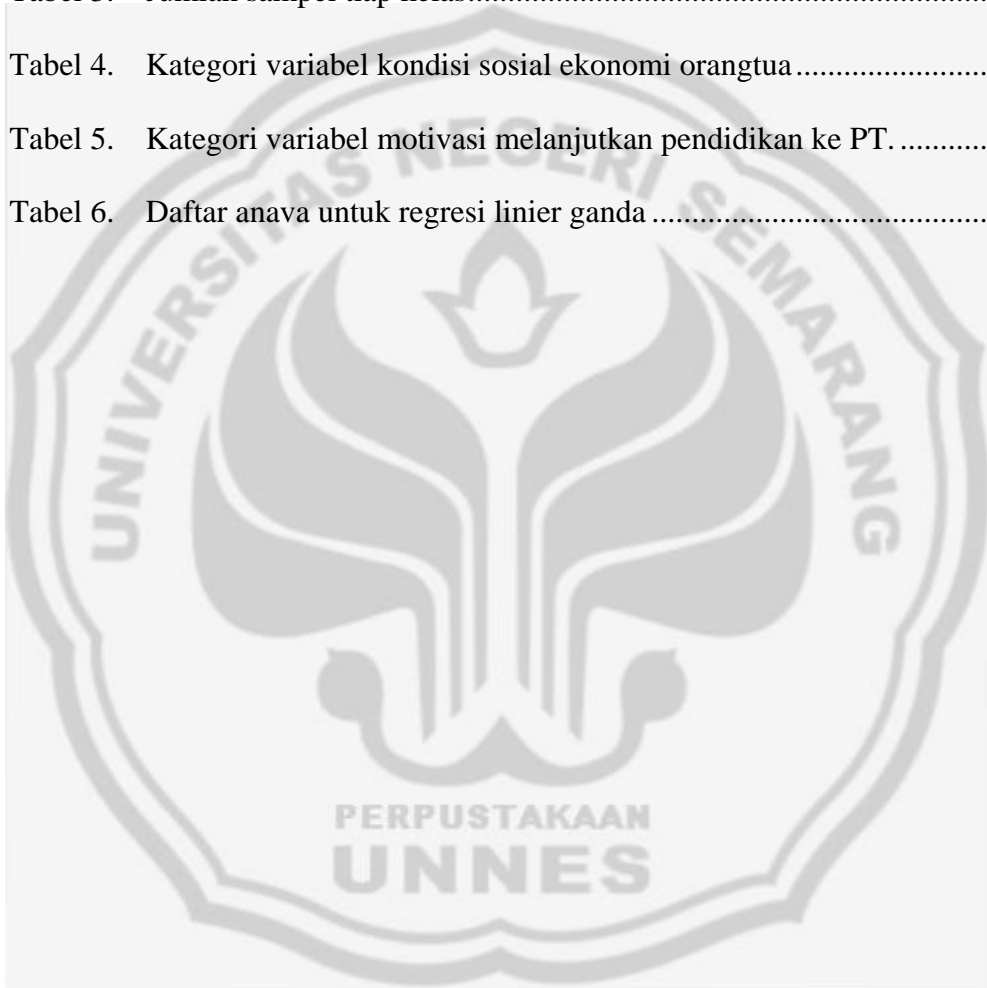 Tabel 4. Kategori variabel kondisi sosial ekonomi orangtua ........................
Tabel 5. Kategori variabel motivasi melanjutkan pendidikan ke PT. ...........
Tabel 6. Daftar anava untuk regresi linier ganda ....................................
UNIVERSITAS NEGERI SEMARANG
PERPUSTAKAAN
UNNES